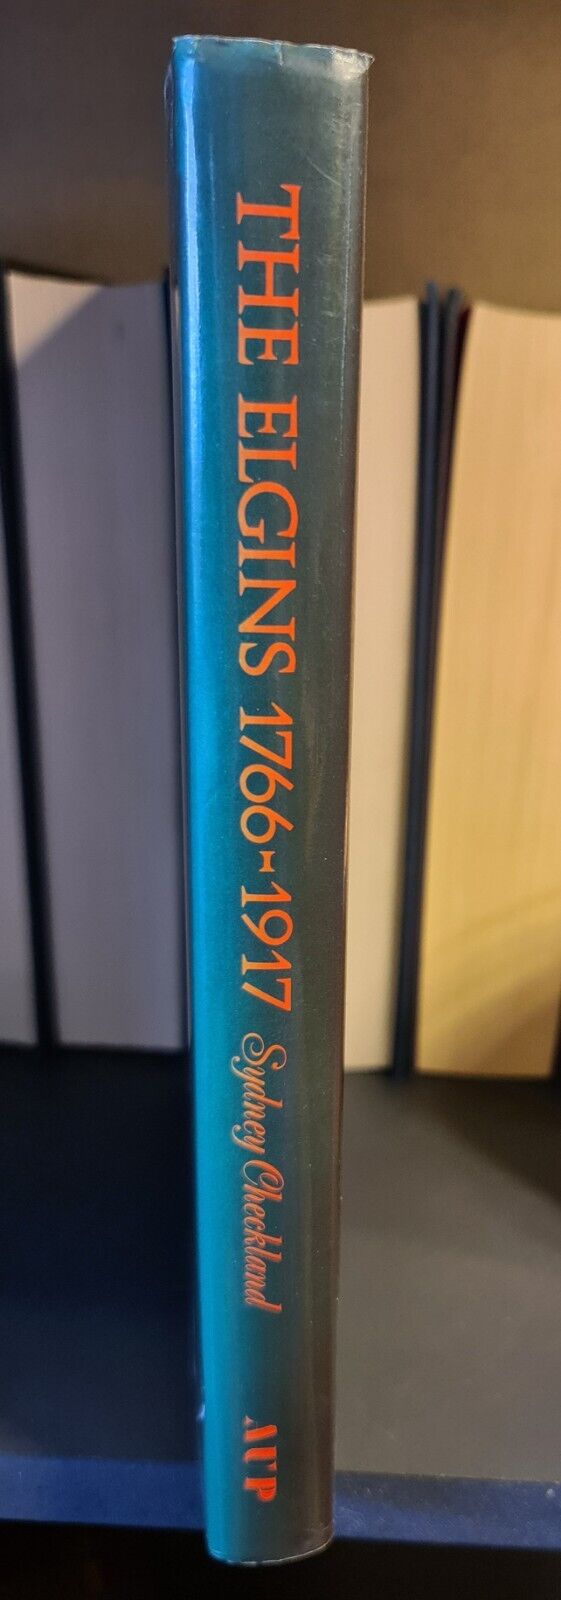 THE ELGINS 1766-1917 Sydney Checkland AUP